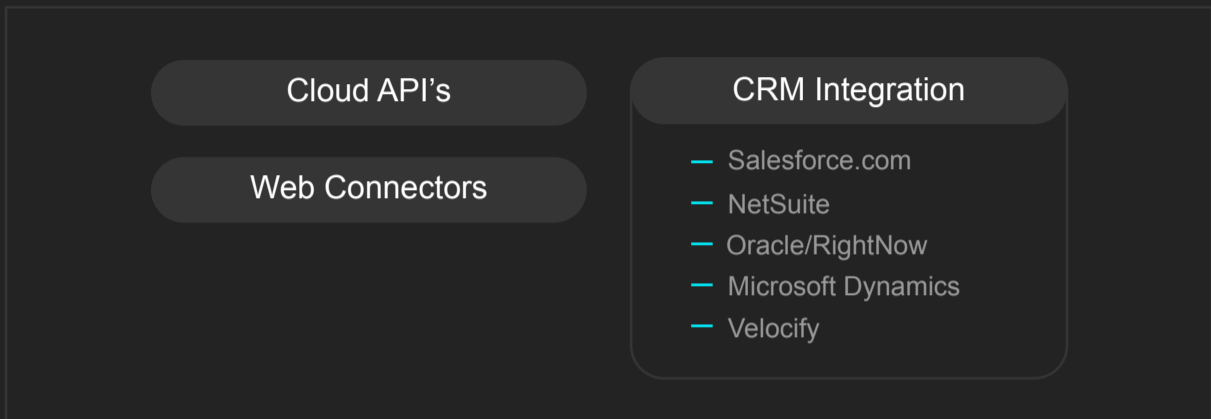 Cloud API’s
Web Connectors
CRM Integration
Salesforce.com
NetSuite
Oracle/RightNow
Microsoft Dynamics
Velocify